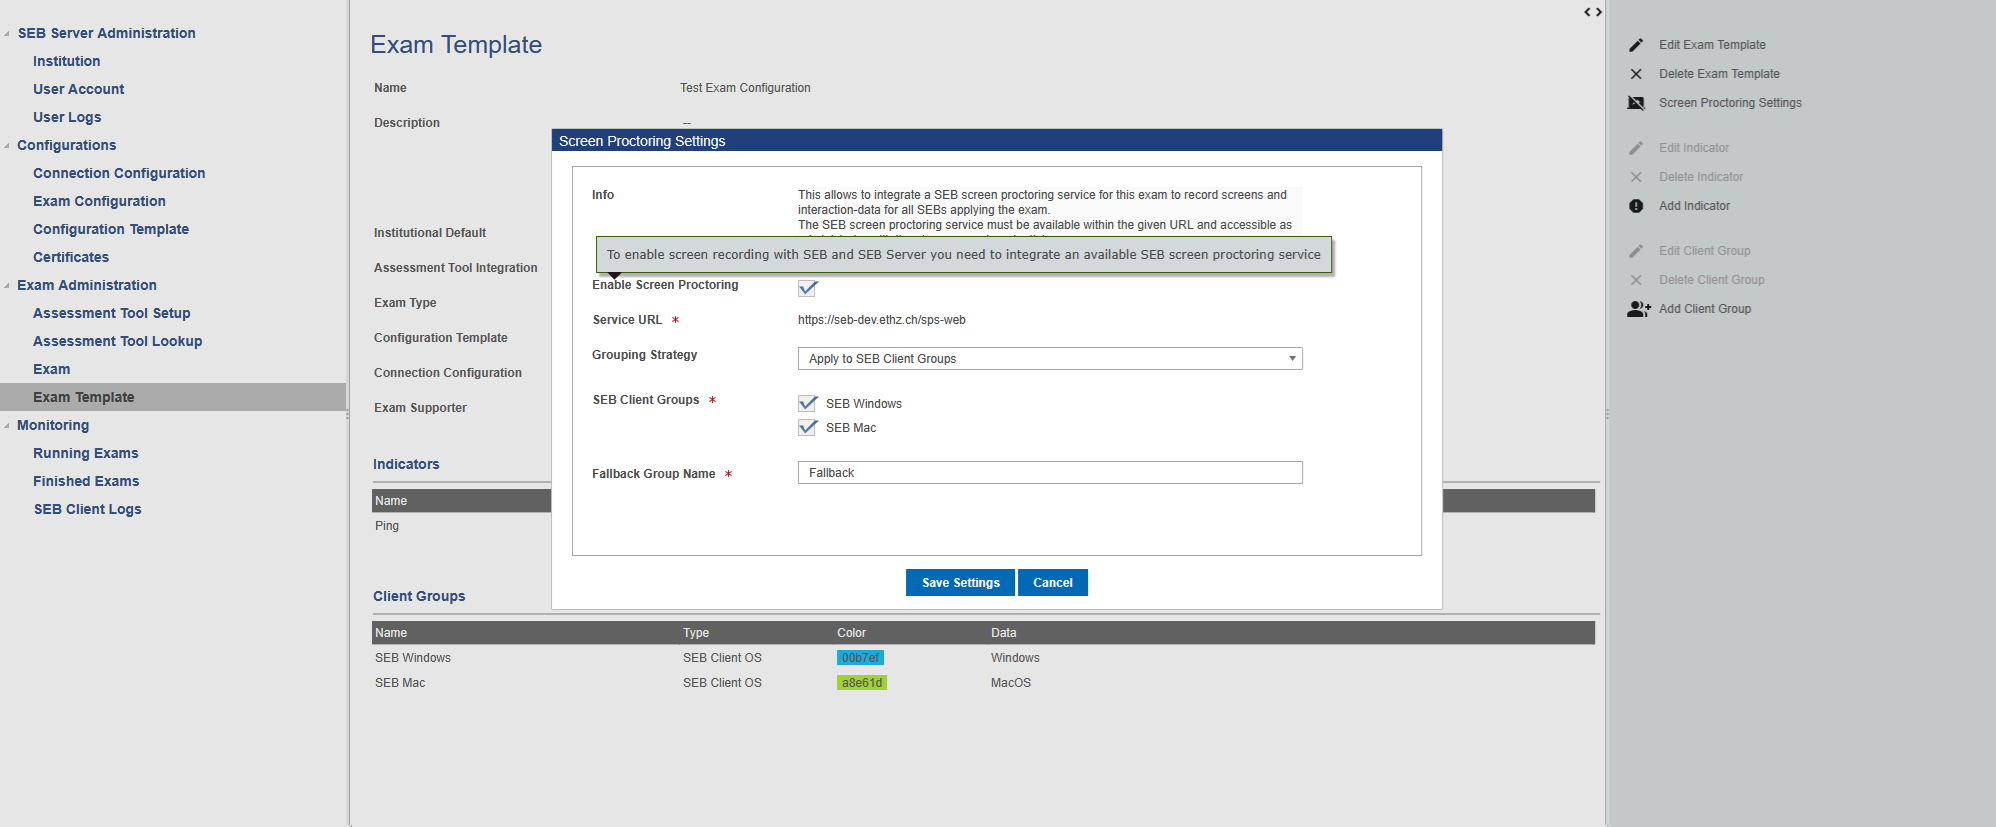 SEB Server Administration
Institution
User Account
User Logs
Configurations
Connection Configuration
Exam Configuration
Configuration Template
Certificates
Exam Administration
Assessment Tool Setup
Assessment Tool Lookup
Exam
Exam Template
Monitoring
Running Exams
Finished Exams
SEB Client Logs
Exam Template
Name Test Exam Configuration
Description --
Institutional Default
Assessment Tool Integration
Exam Type
Configuration Template
Connection Configuration
Exam Supporter
Indicators
Name
Ping
Client Groups
Name Type Color Data
SEB Windows SEB Client OS 00b7ef Windows
SEB Mac SEB Client OS a8e61d MacOS
Screen Proctoring Settings
Info This allows to integrate a SEB screen proctoring service for this exam to record screens and
interaction-data for all SEBs applying the exam.
The SEB screen proctoring service must be available within the given URL and accessible as
To enable screen recording with SEB and SEB Server you need to integrate an available SEB screen proctoring service
Enable Screen Proctoring
Service URL * https://seb-dev.ethz.ch/sps-web
Grouping Strategy Apply to SEB Client Groups
SEB Client Groups * SEB Windows
SEB Mac
Fallback Group Name * Fallback
Save Settings Cancel
Edit Exam Template
Delete Exam Template
Screen Proctoring Settings
Edit Indicator
Delete Indicator
Add Indicator
Edit Client Group
Delete Client Group
Add Client Group